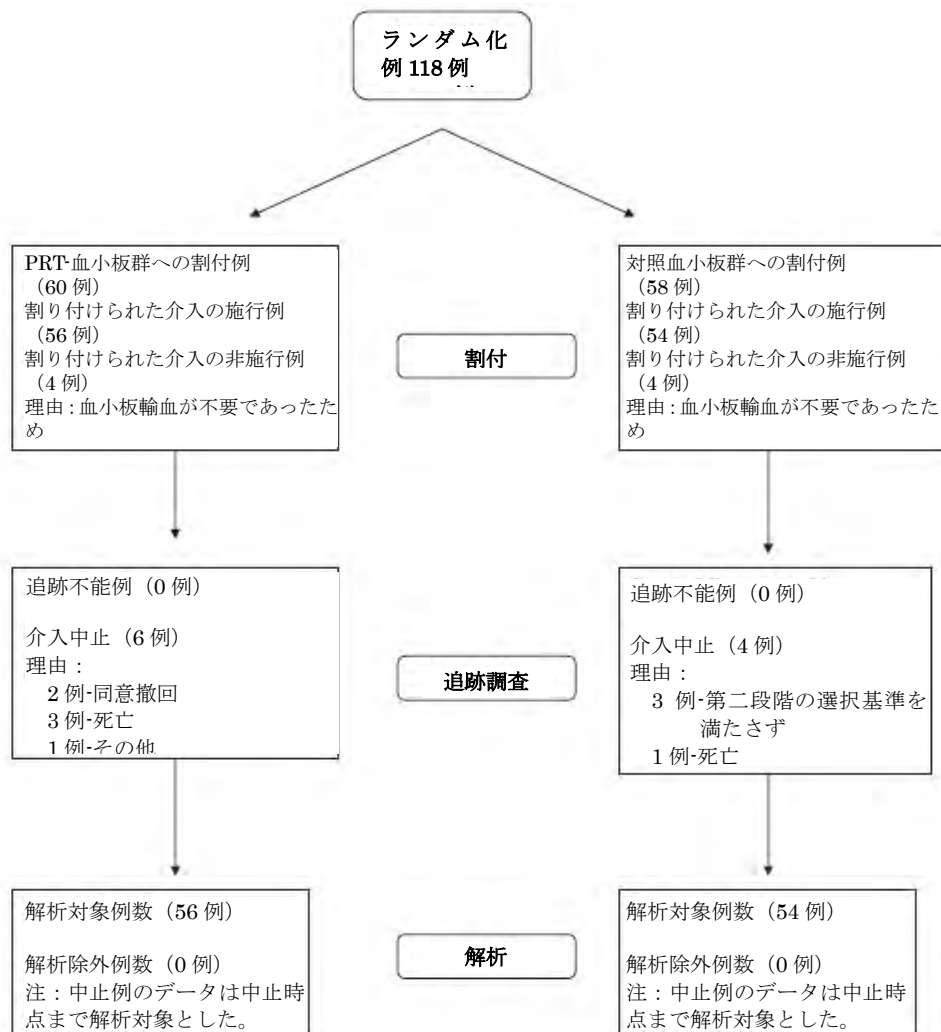 ランダム化
例 118 例
PRT-血小板群への割付例
（60 例）
割り付けられた介入の施行例
（56 例）
割り付けられた介入の非施行例
（4 例）
理由：血小板輸血が不要であったた
め
割付
対照血小板群への割付例
（58 例）
割り付けられた介入の施行例
（54 例）
割り付けられた介入の非施行例
（4 例）
理由：血小板輸血が不要であったた
め
追跡不能例（0 例）
介入中止（6 例）
理由：
2 例-同意撤回
3 例-死亡
1 例-その他
追跡調査
追跡不能例（0 例）
介入中止（4 例）
理由：
3 例-第二段階の選択基準を
満たさず
1 例-死亡
解析対象例数（56 例）
解析除外例数（0 例）
注：中止例のデータは中止時
点まで解析対象とした。
解析
解析対象例数（54 例）
解析除外例数（0 例）
注：中止例のデータは中止時
点まで解析対象とした。